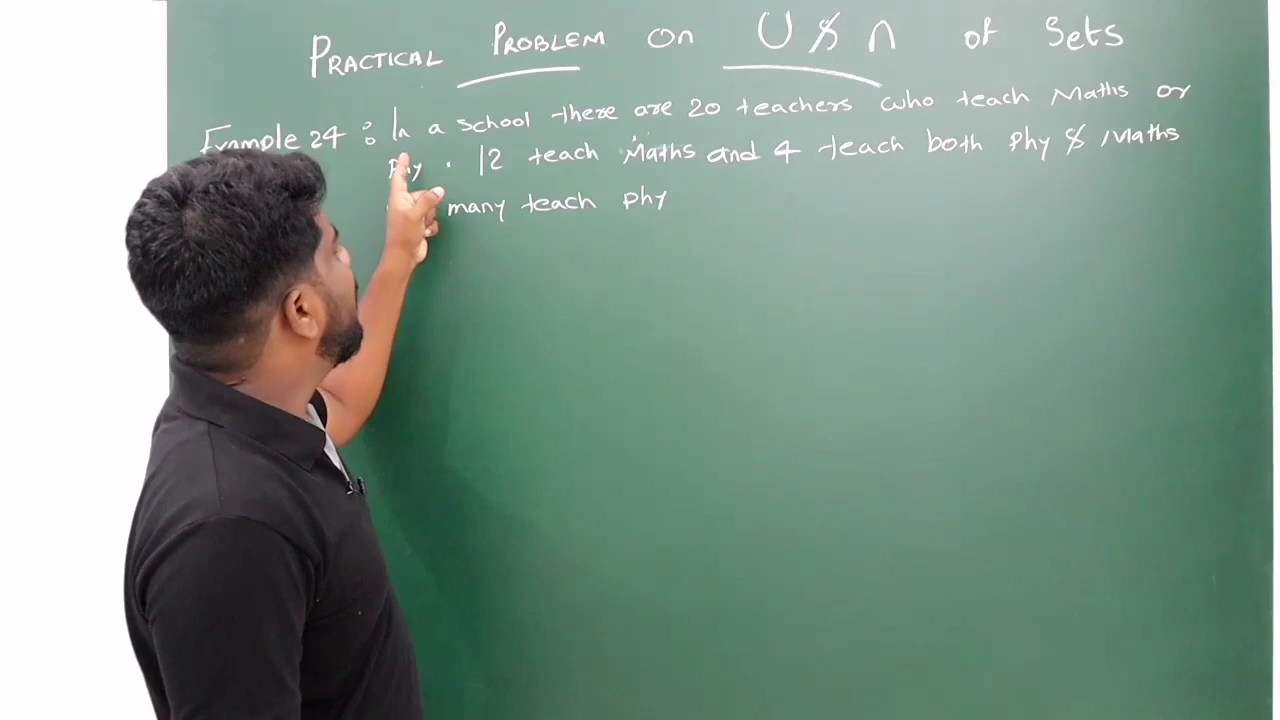 PRACTICAL PROBLEM ON U & ∩ of Sets
Example 24 : In a school there are 20 teachers who teach Maths or
phy . 12 teach Maths and 4 teach both phy & Maths
many teach phy